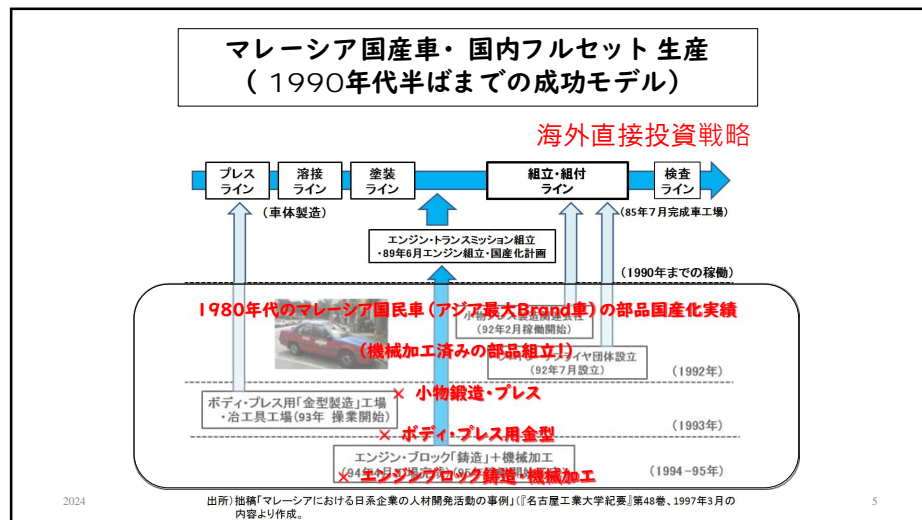 マレーシア国産車・国内フルセット生産
(1990年代半ばまでの成功モデル)
海外直接投資戦略
プレス
ライン
溶接
ライン
塗装
ライン
組立・組付
ライン
検査
ライン
(車体製造)
(85年7月完成車工場)
エンジン・トランスミッション組立
・89年6月エンジン組立・国産化計画
(1990年までの稼働)
1980年代のマレーシア国民車(アジア最大Brand車)の部品国産化実績
(92年2月稼働開始)
(機械加工済みの部品組立!)
(92年7月設立)
(1992年)
× 小物鍛造・プレス
ボディ・プレス用「金型製造」工場
・冶工具工場(93年 操業開始)
(1993年)
× ボディ・プレス用金型
エンジン・ブロック「鋳造」+機械加工
× エンジンブロック鋳造・機械加工
(1994-95年)
2024
出所)拙稿「マレーシアにおける日系企業の人材開発活動の事例」(『名古屋工業大学紀要』第48巻、1997年3月の
内容より作成。
5